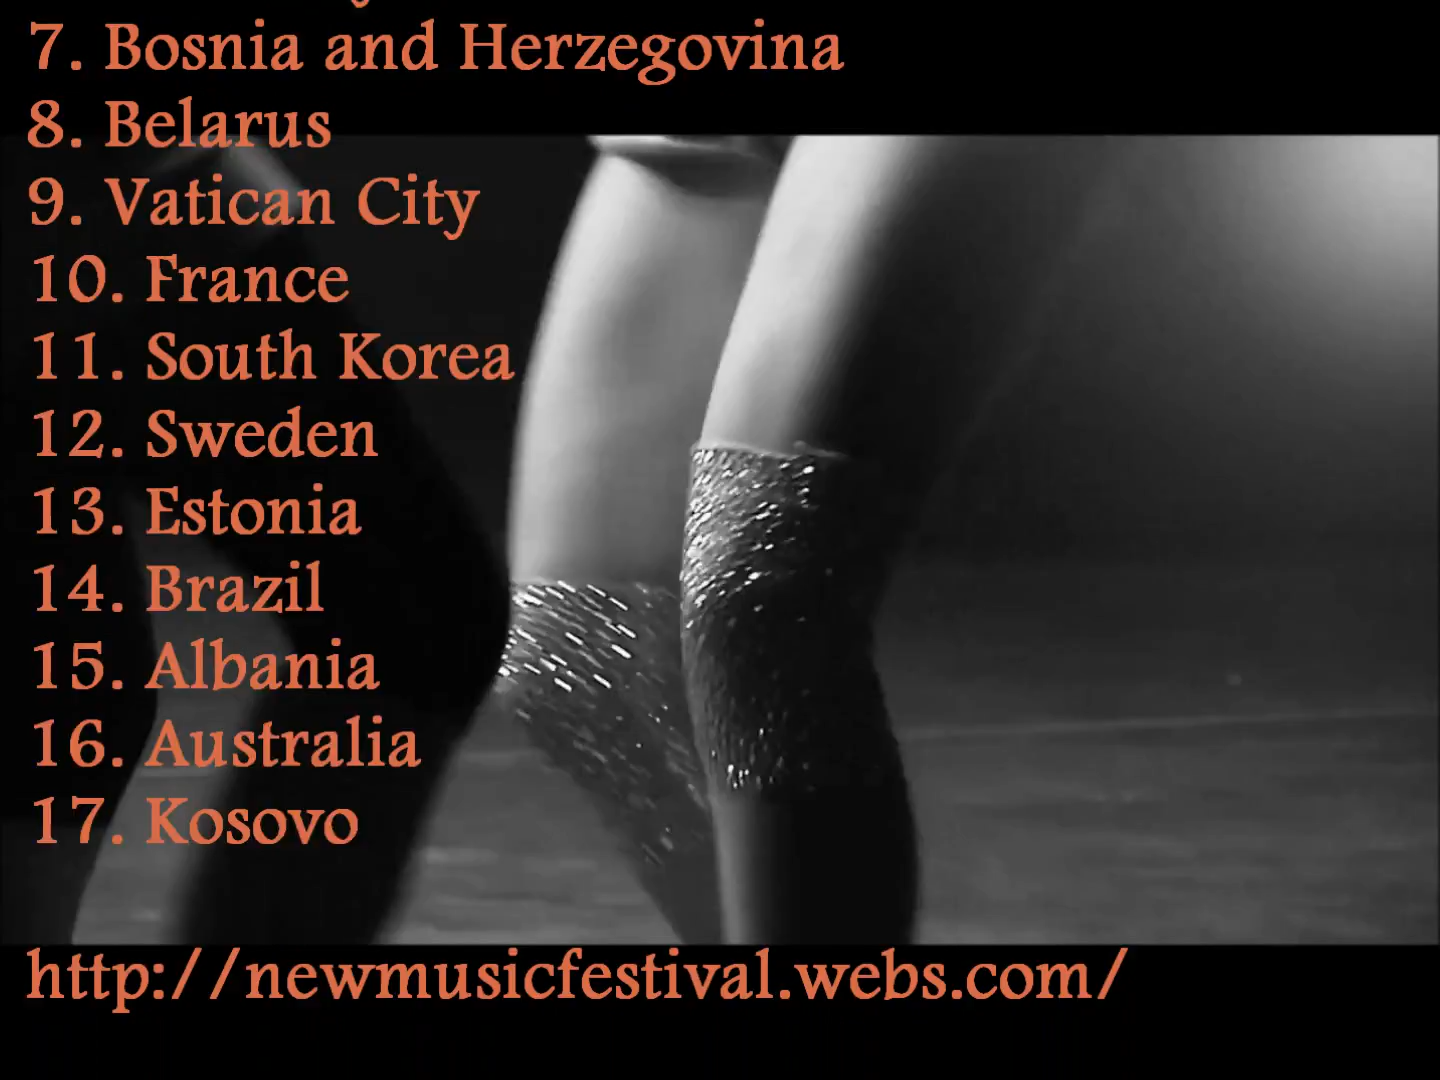 7. Bosnia and Herzegovina
8. Belarus
9. Vatican City
10. France
11. South Korea
12. Sweden
13. Estonia
14. Brazil
15. Albania
16. Australia
17. Kosovo
http://newmusicfestival.webs.com/